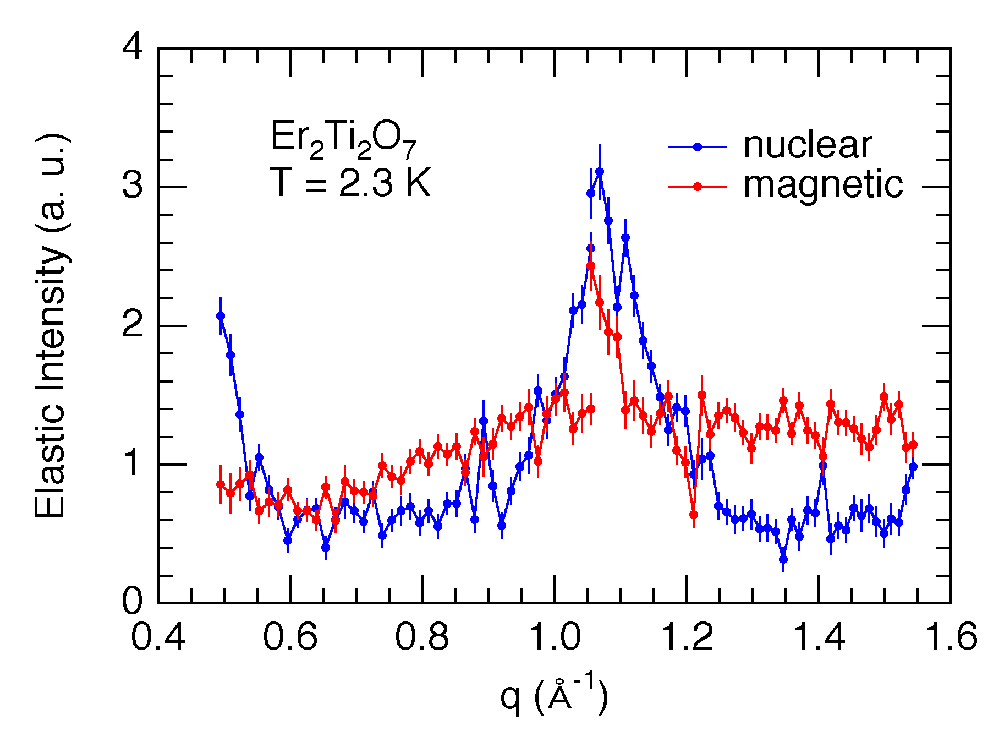 4
3
2
1
0
Elastic Intensity (a. u.)
Er₂Ti₂O₇
T = 2.3 K
nuclear
magnetic
0.4 0.6 0.8 1.0 1.2 1.4 1.6
q (Å⁻¹)